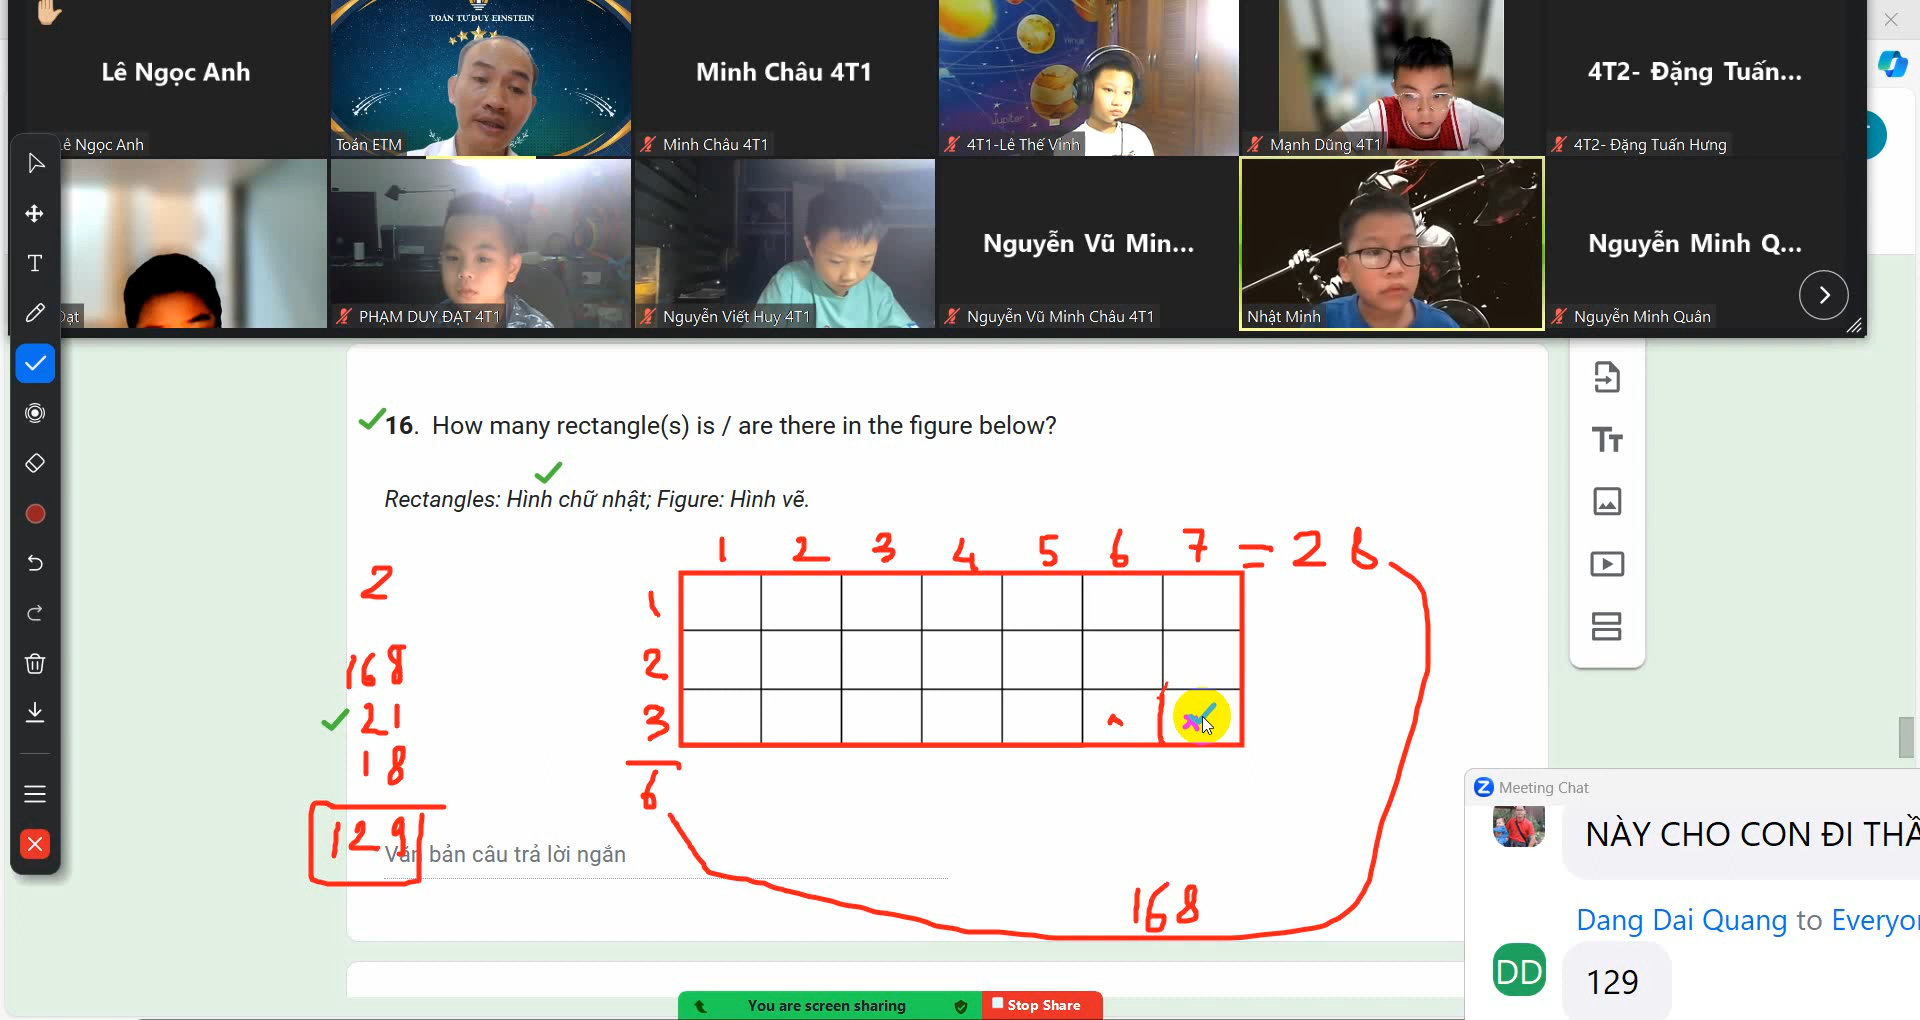 TOÁN TƯ DUY EINSTEIN
Lê Ngọc Anh
Minh Châu 4T1
4T2- Đặng Tuấn...
Lê Ngọc Anh
Toán ETM
Minh Châu 4T1
4T1-Lê Thế Vinh
Mạnh Dũng 4T1
4T2- Đặng Tuấn Hưng
Nguyễn Vũ Min...
Nguyễn Minh Q...
Đạt
PHẠM DUY ĐẠT 4T1
Nguyễn Viết Huy 4T1
Nguyễn Vũ Minh Châu 4T1
Nhật Minh
Nguyễn Minh Quân
16. How many rectangle(s) is / are there in the figure below?
Rectangles: Hình chữ nhật; Figure: Hình vẽ.
1 2 3 4 5 6 7 = 28
1
2
3
6
2
168
21
18
129
Văn bản câu trả lời ngắn
168
Meeting Chat
NÀY CHO CON ĐI THẦ
Dang Dai Quang to Everyo
DD
129
You are screen sharing
Stop Share